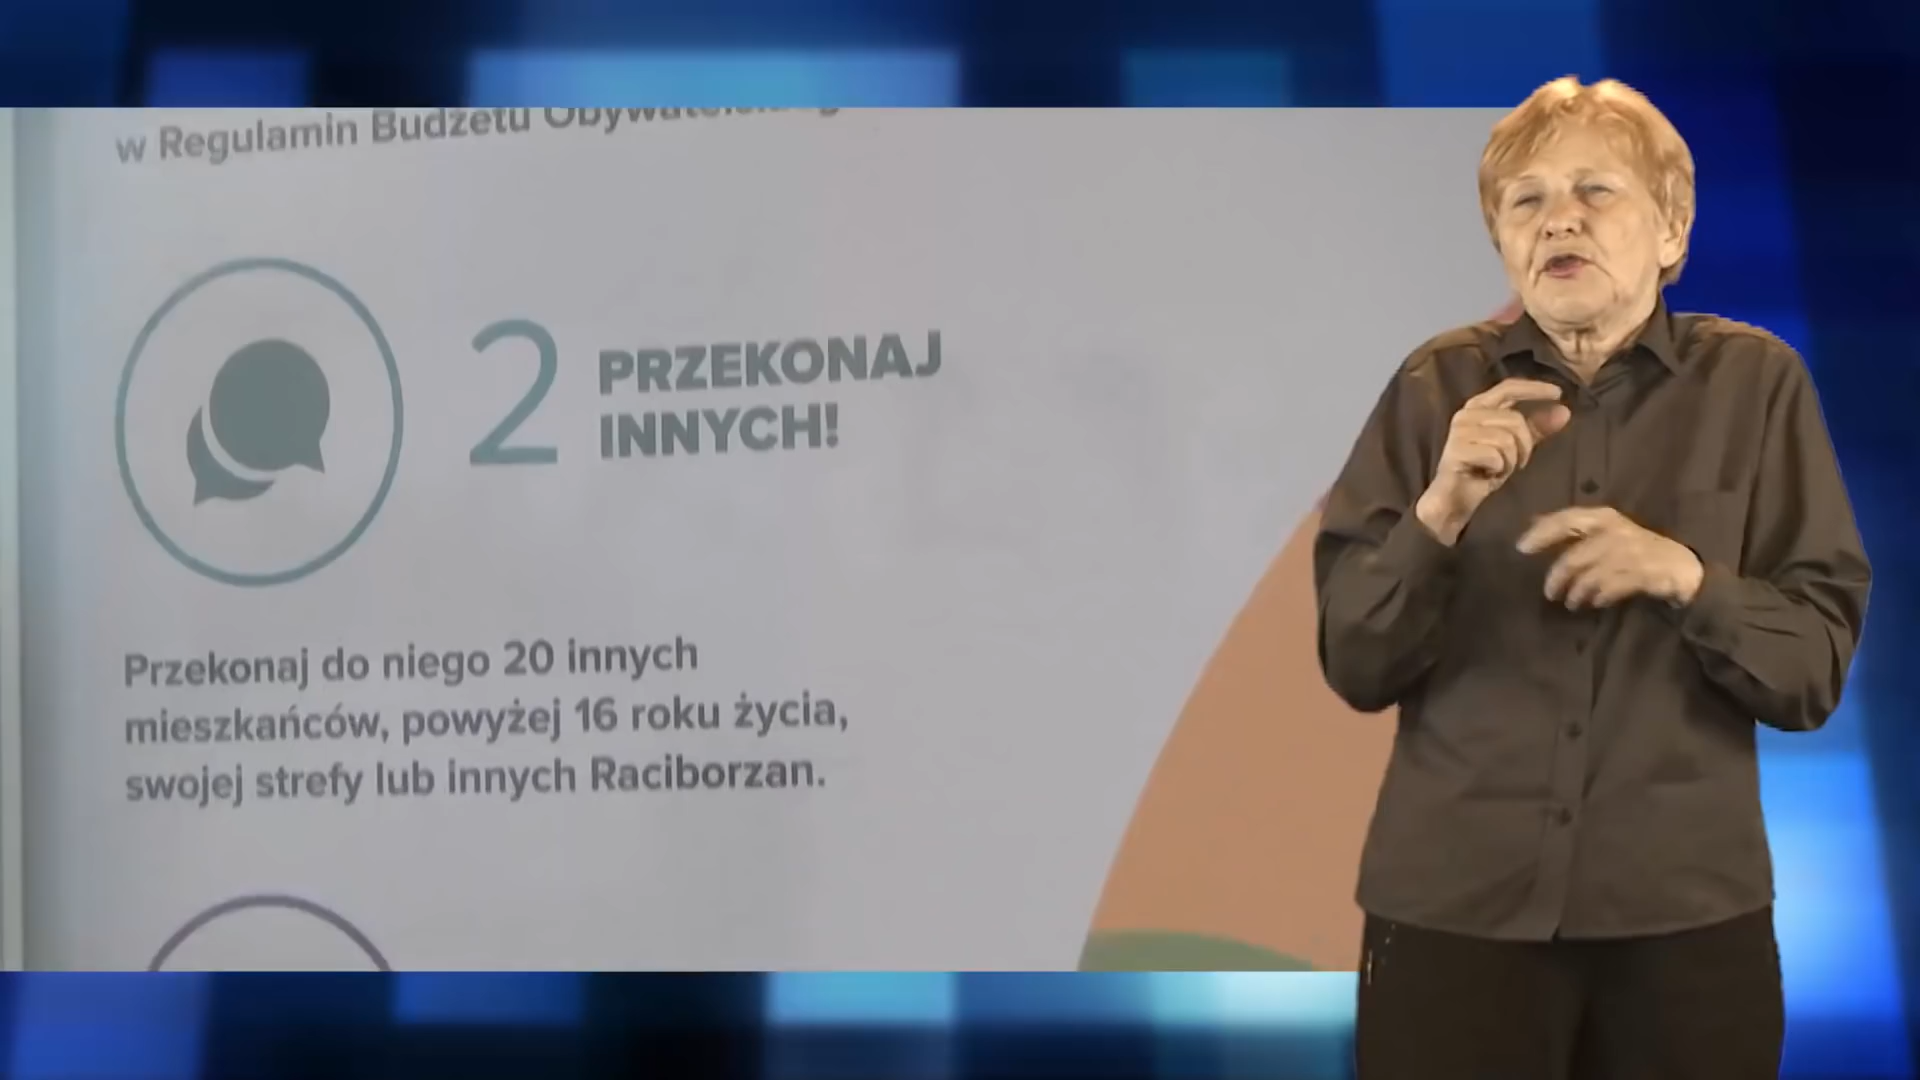 w Regulamin Budżetu
2
PRZEKONAJ
INNYCH!
Przekonaj do niego 20 innych
mieszkańców, powyżej 16 roku życia,
swojej strefy lub innych Raciborzan.